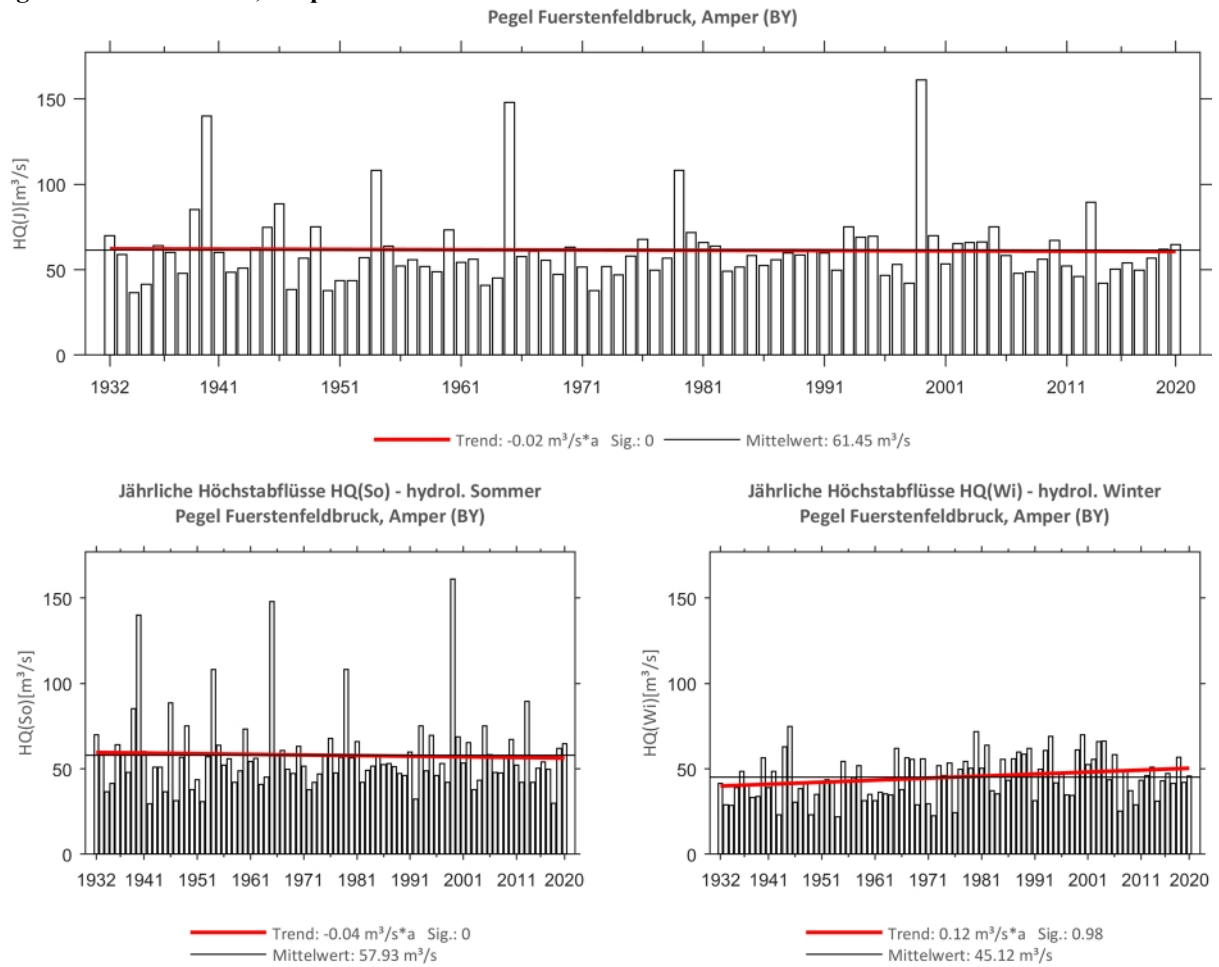 Pegel Fuerstenfeldbruck, Amper (BY)
HQ(J)[m³/s]
150
100
50
0
1932 1941 1951 1961 1971 1981 1991 2001 2011 2020
Trend: -0.02 m³/s*a Sig.: 0 Mittelwert: 61.45 m³/s
Jährliche Höchstabflüsse HQ(So) - hydrol. Sommer
Pegel Fuerstenfeldbruck, Amper (BY)
HQ(So)[m³/s]
150
100
50
0
1932 1941 1951 1961 1971 1981 1991 2001 2011 2020
Trend: -0.04 m³/s*a Sig.: 0
Mittelwert: 57.93 m³/s
Jährliche Höchstabflüsse HQ(Wi) - hydrol. Winter
Pegel Fuerstenfeldbruck, Amper (BY)
HQ(Wi)[m³/s]
150
100
50
0
1932 1941 1951 1961 1971 1981 1991 2001 2011 2020
Trend: 0.12 m³/s*a Sig.: 0.98
Mittelwert: 45.12 m³/s